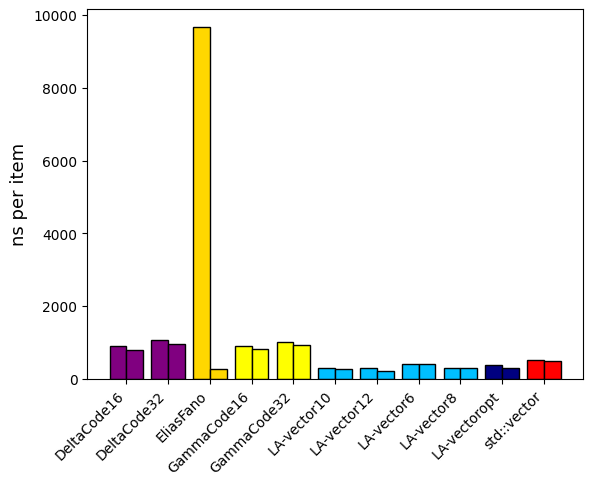 10000
8000
6000
4000
2000
0
ns per item
DeltaCode16
DeltaCode32
EliasFano
GammaCode16
GammaCode32
LA-vector10
LA-vector12
LA-vector6
LA-vector8
LA-vectoropt
std::vector